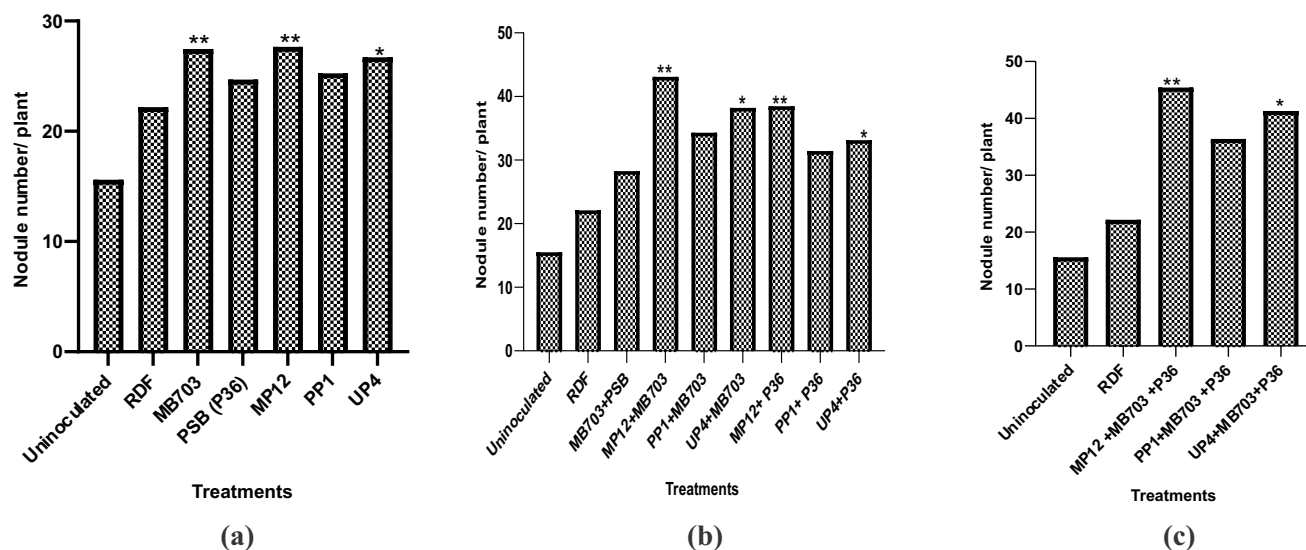 Nodule number/ plant
30
20
10
0
**
**
*
Uninoculated
RDF
MB703
PSB (P36)
MP12
PP1
UP4
Treatments
(a)
Nodule number/ plant
50
40
30
20
10
0
**
*
**
*
Uninoculated
RDF
MB703+PSB
MP12+MB703
PP1+MB703
UP4+MB703
MP12+ P36
PP1+ P36
UP4+P36
Treatments
(b)
Nodule number/ plant
50
40
30
20
10
0
**
*
Uninoculated
RDF
MP12 +MB703 +P36
PP1+MB703 +P36
UP4+MB703+P36
Treatments
(c)